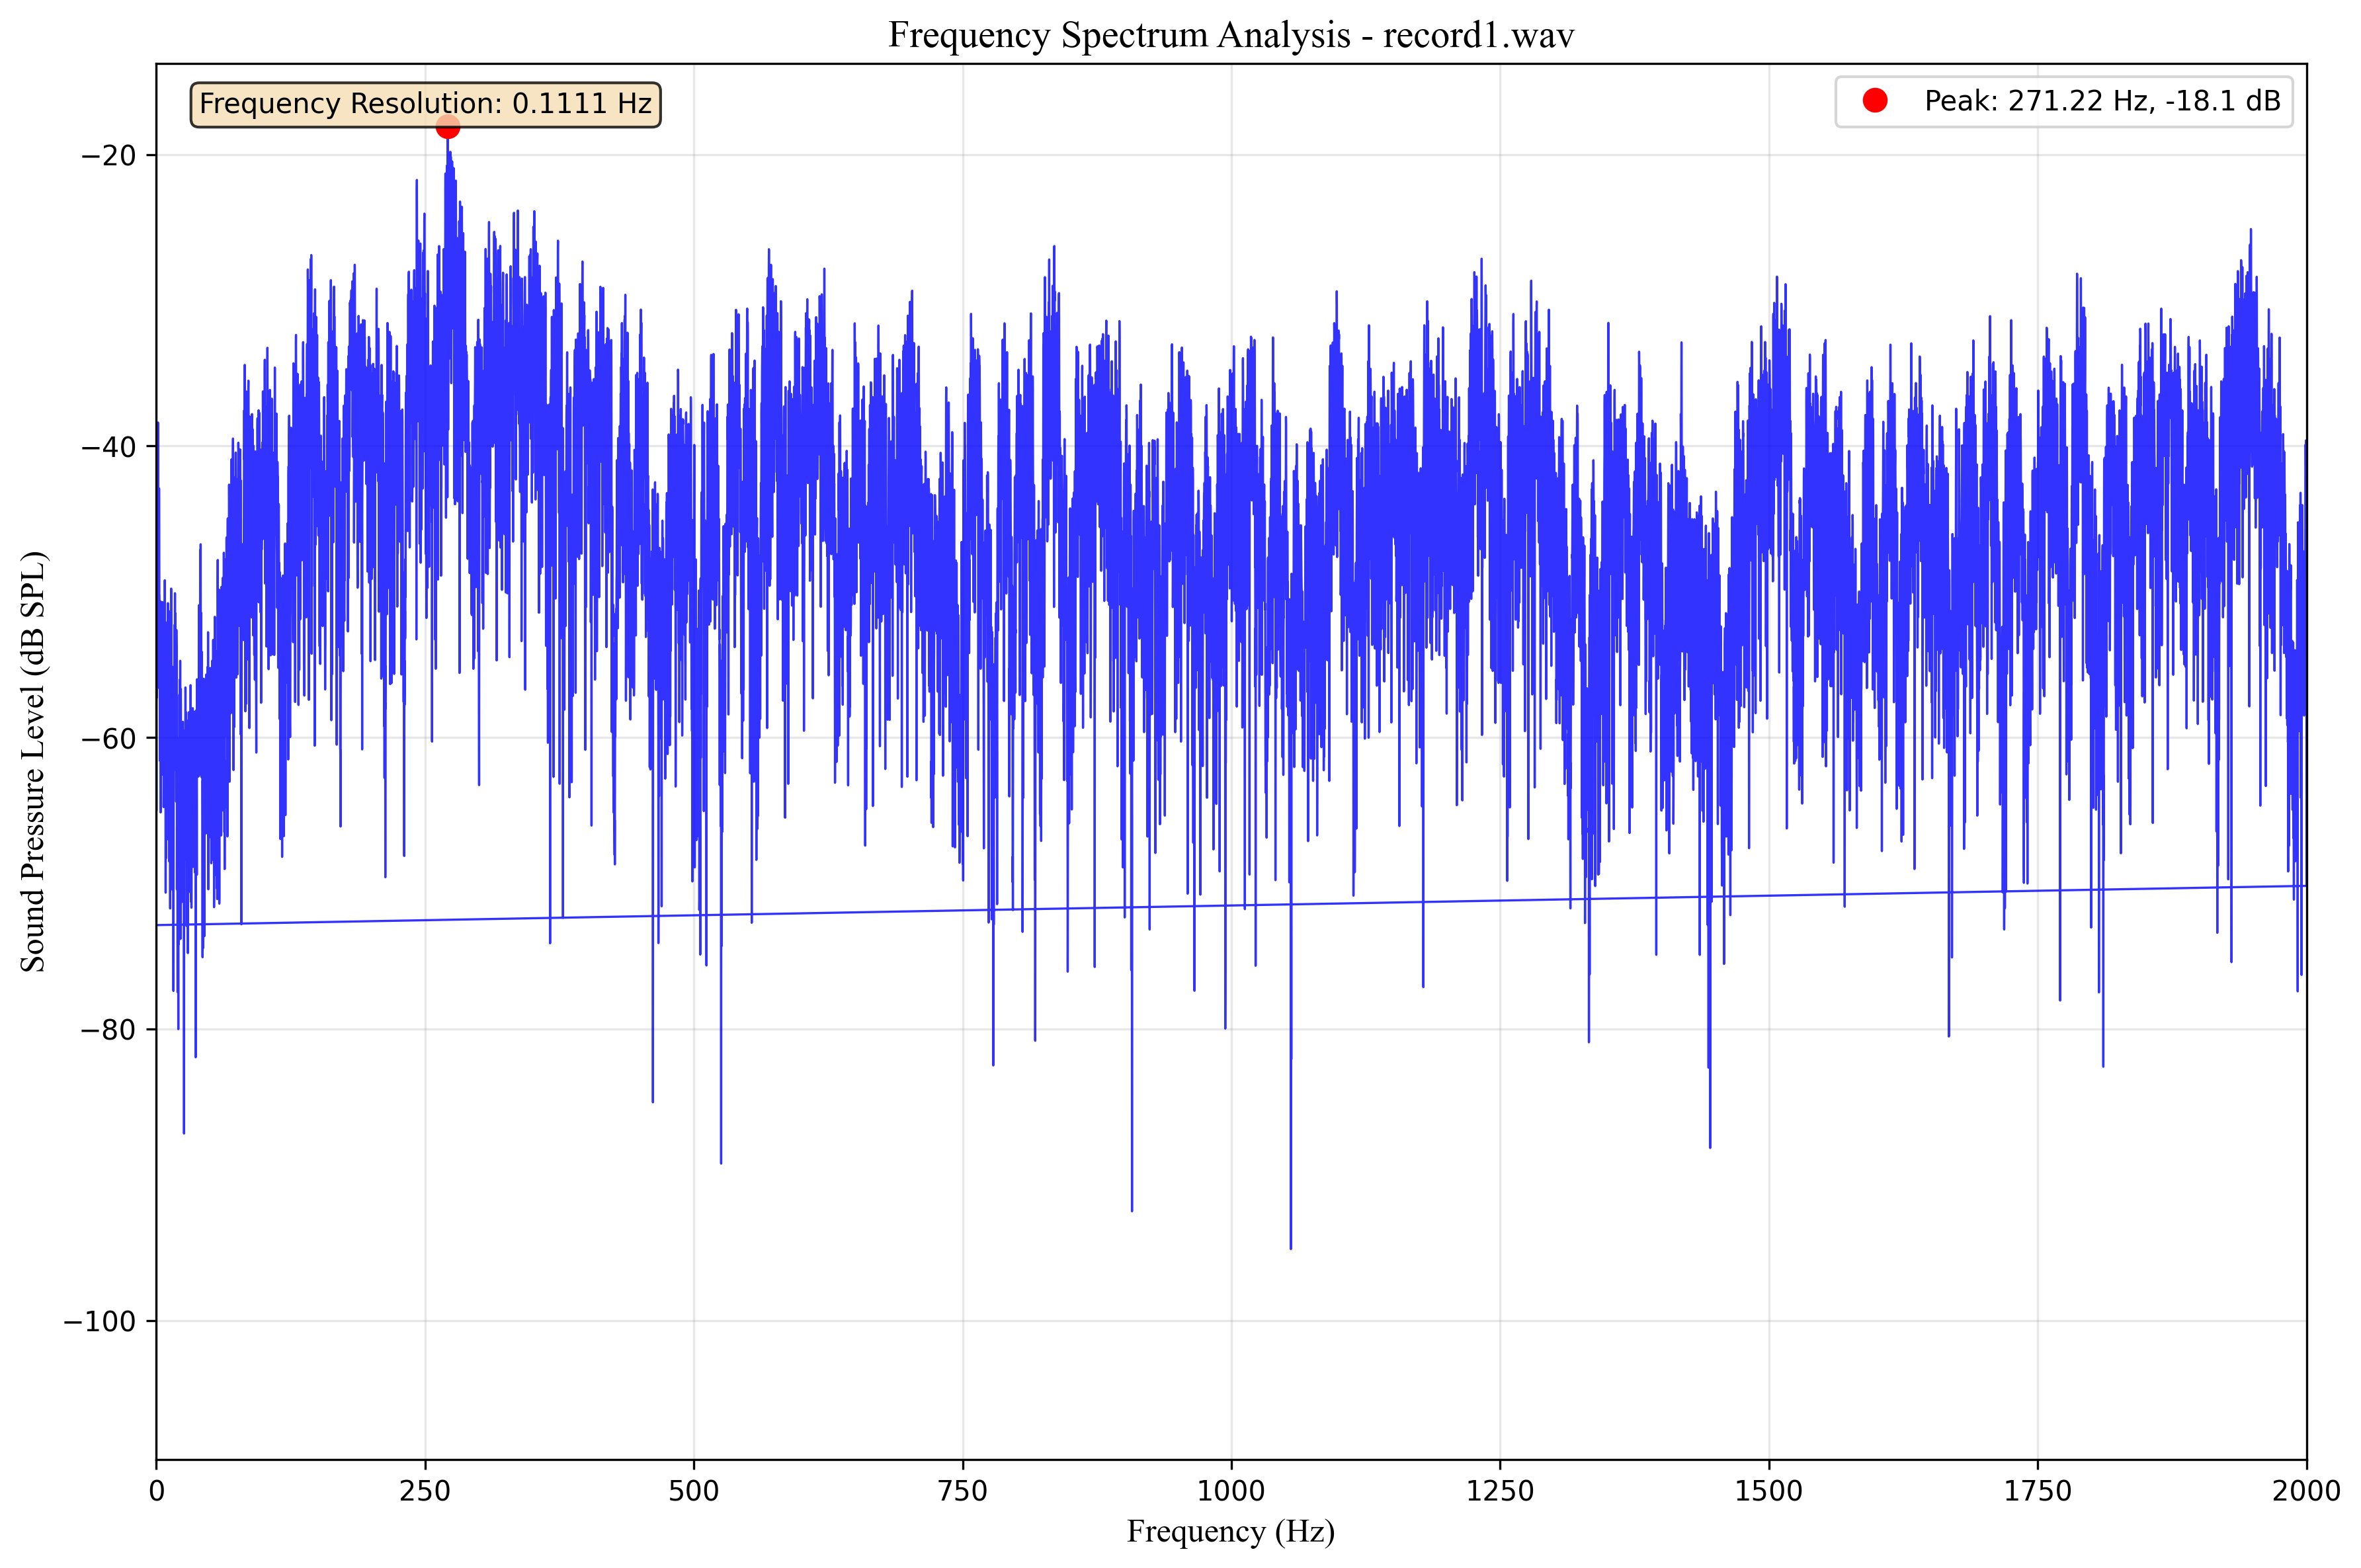 Frequency Spectrum Analysis - record1.wav
Frequency Resolution: 0.1111 Hz
Peak: 271.22 Hz, -18.1 dB
Sound Pressure Level (dB SPL)
−20
−40
−60
−80
−100
0 250 500 750 1000 1250 1500 1750 2000
Frequency (Hz)